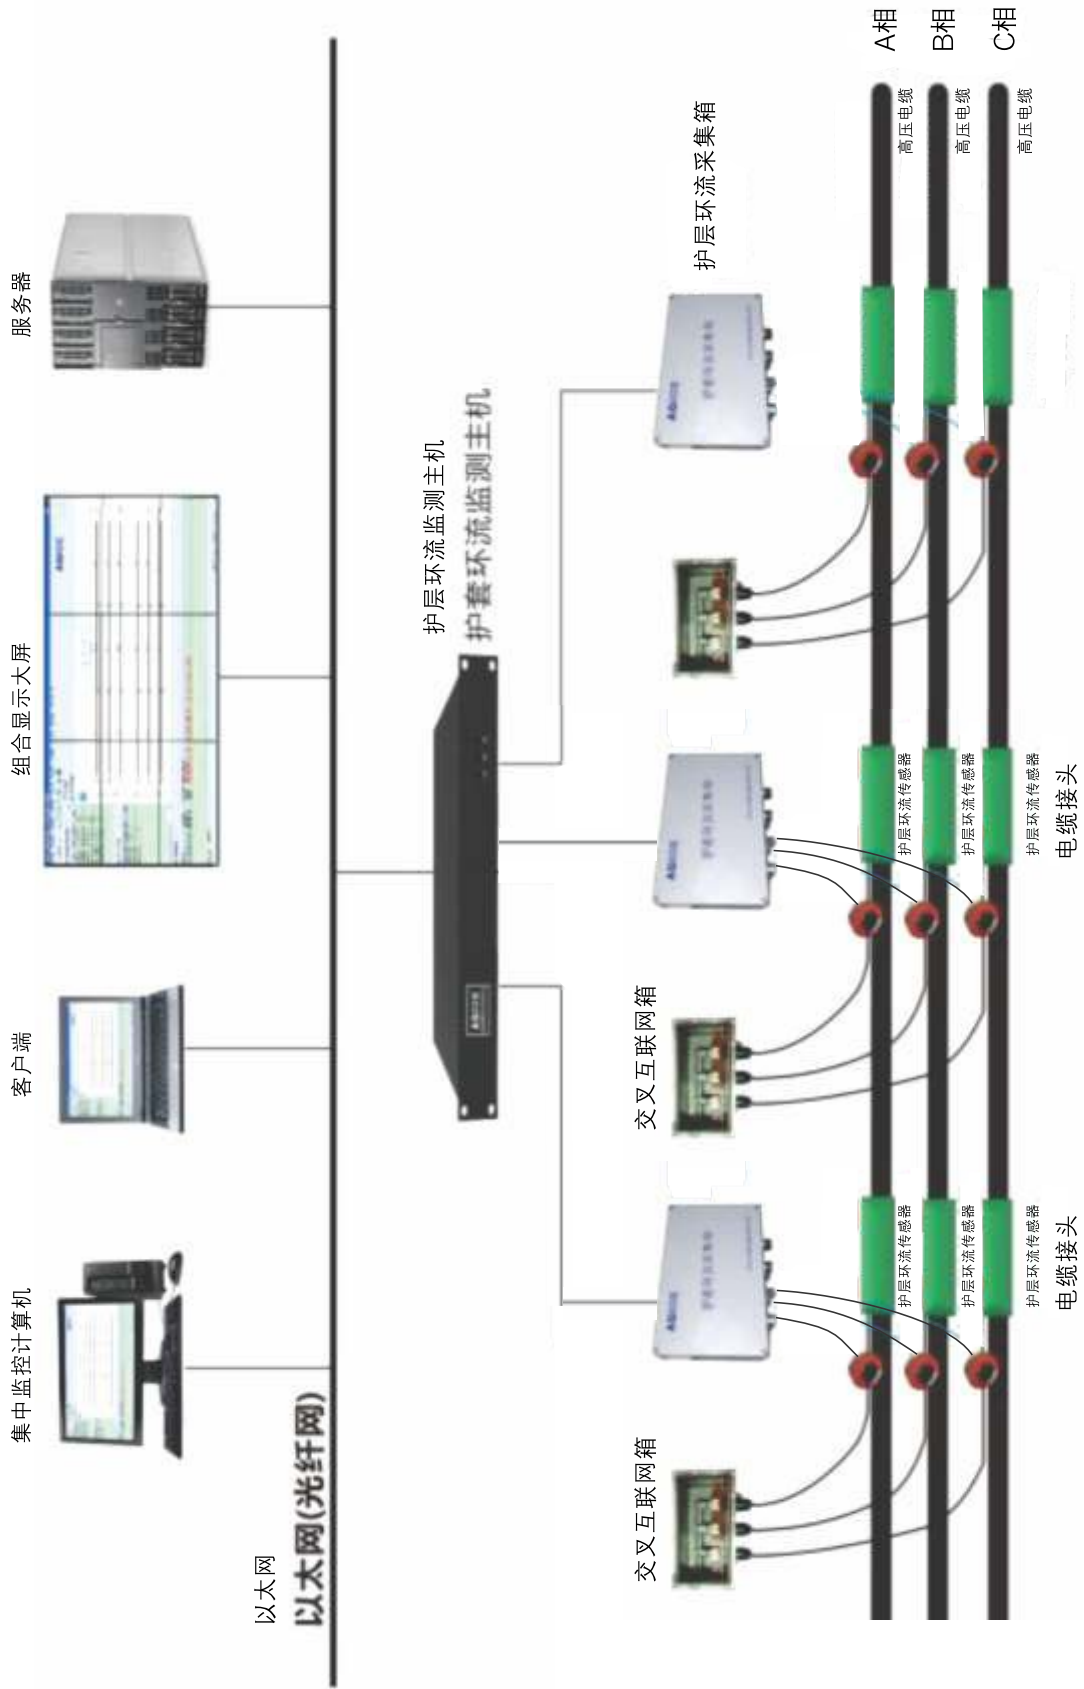 集中监控计算机
客户端
组合显示大屏
服务器
以太网
以太网(光纤网)
护层环流监测主机
护套环流监测主机
交叉互联网箱
交叉互联网箱
护层环流采集箱
A相
高压电缆
B相
高压电缆
C相
高压电缆
护层环流传感器
护层环流传感器
护层环流传感器
电缆接头
护层环流传感器
护层环流传感器
护层环流传感器
电缆接头